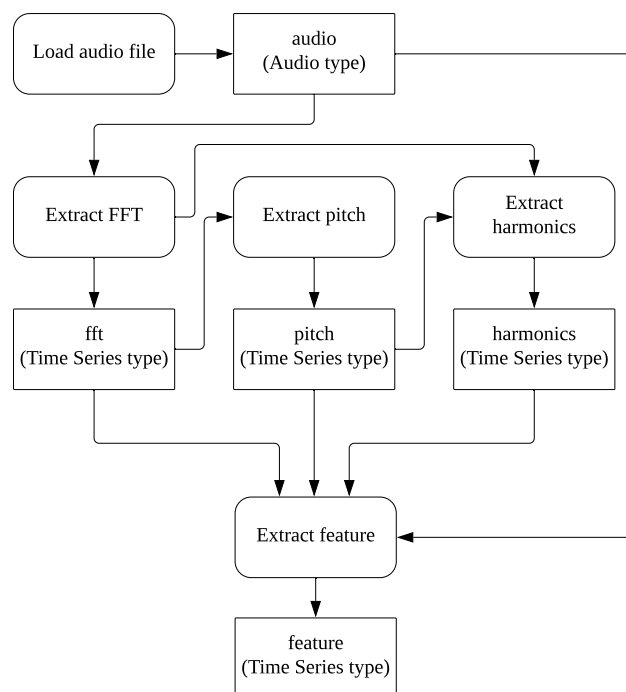 Load audio file
audio
(Audio type)
Extract FFT
Extract pitch
Extract
harmonics
fft
(Time Series type)
pitch
(Time Series type)
harmonics
(Time Series type)
Extract feature
feature
(Time Series type)